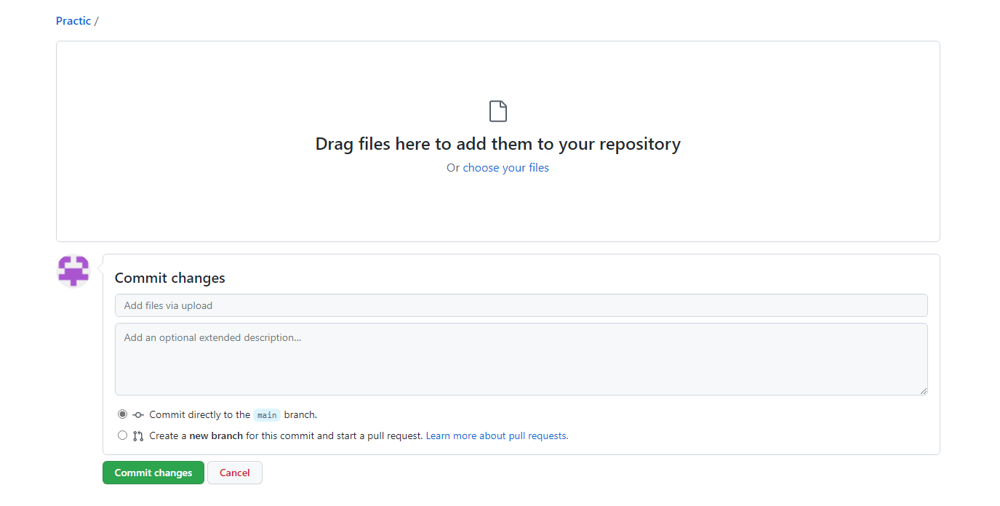 Practic /
Drag files here to add them to your repository
Or choose your files
Commit changes
Add files via upload
Add an optional extended description...
Commit directly to the main branch.
Create a new branch for this commit and start a pull request. Learn more about pull requests.
Commit changes Cancel